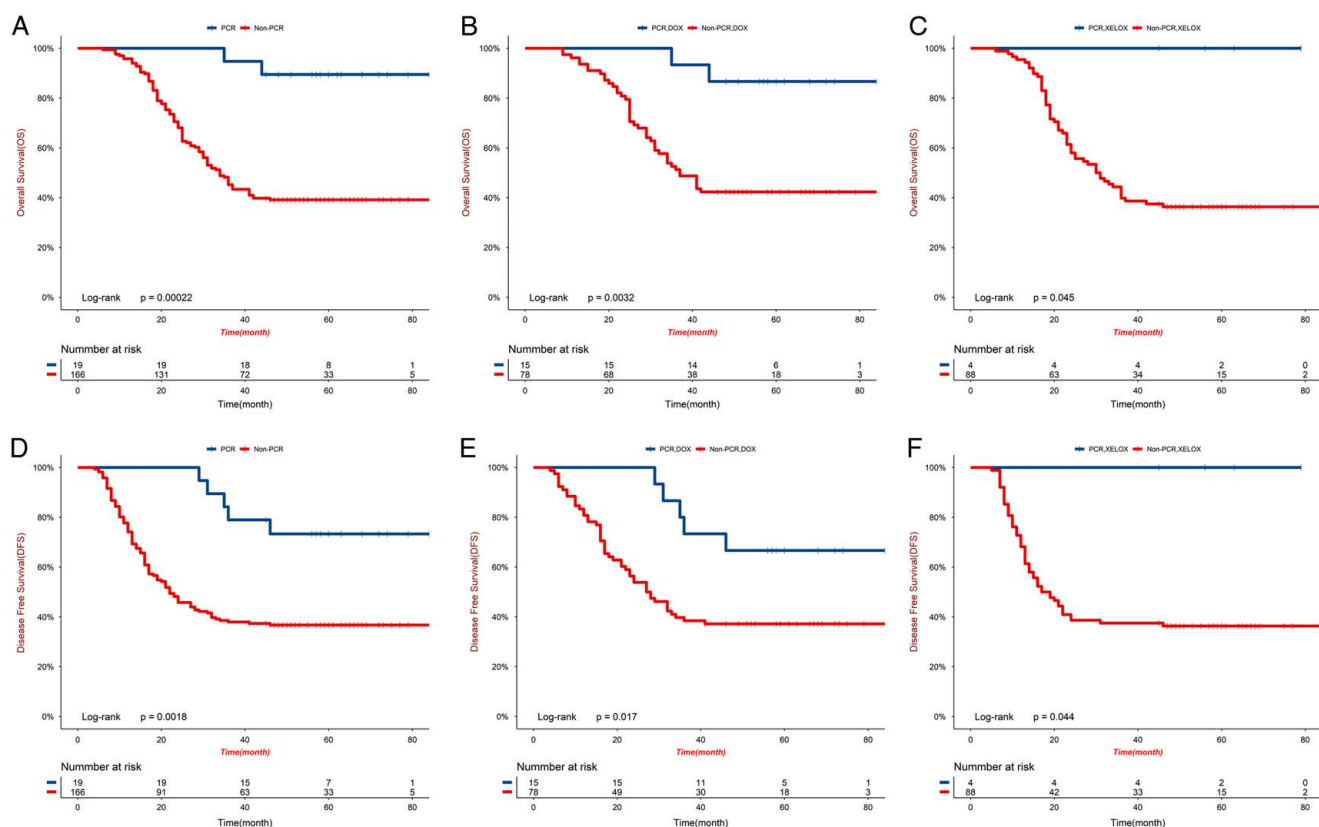 A
PCR Non-PCR
100%
80%
60%
40%
20%
0%
Overall Survival(OS)
Log-rank p = 0.00022
0 20 40 60 80
Time(month)
Nummber at risk
19 19 18 8 1
166 131 72 33 5
0 20 40 60 80
Time(month)
B
PCR,DOX Non-PCR,DOX
100%
80%
60%
40%
20%
0%
Overall Survival(OS)
Log-rank p = 0.0032
0 20 40 60 80
Time(month)
Nummber at risk
15 15 14 6 1
78 68 38 18 3
0 20 40 60 80
Time(month)
C
PCR,XELOX Non-PCR,XELOX
100%
80%
60%
40%
20%
0%
Overall Survival(OS)
Log-rank p = 0.045
0 20 40 60 80
Time(month)
Nummber at risk
4 4 4 2 0
88 63 34 15 2
0 20 40 60 80
Time(month)
D
PCR Non-PCR
100%
80%
60%
40%
20%
0%
Disease Free Survival(DFS)
Log-rank p = 0.0018
0 20 40 60 80
Time(month)
Nummber at risk
19 19 15 7 1
166 91 63 33 5
0 20 40 60 80
Time(month)
E
PCR,DOX Non-PCR,DOX
100%
80%
60%
40%
20%
0%
Disease Free Survival(DFS)
Log-rank p = 0.017
0 20 40 60 80
Time(month)
Nummber at risk
15 15 11 5 1
78 49 30 18 3
0 20 40 60 80
Time(month)
F
PCR,XELOX Non-PCR,XELOX
100%
80%
60%
40%
20%
0%
Disease Free Survival(DFS)
Log-rank p = 0.044
0 20 40 60 80
Time(month)
Nummber at risk
4 4 4 2 0
88 42 33 15 2
0 20 40 60 80
Time(month)